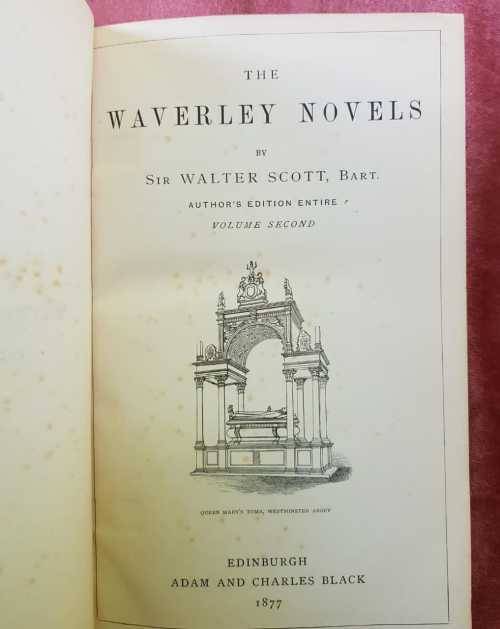 THE
WAVERLEY NOVELS
BY
SIR WALTER SCOTT, BART.
AUTHOR'S EDITION ENTIRE
VOLUME SECOND
QUEEN MARY'S TOMB, WESTMINSTER ABBEY
EDINBURGH
ADAM AND CHARLES BLACK
1877